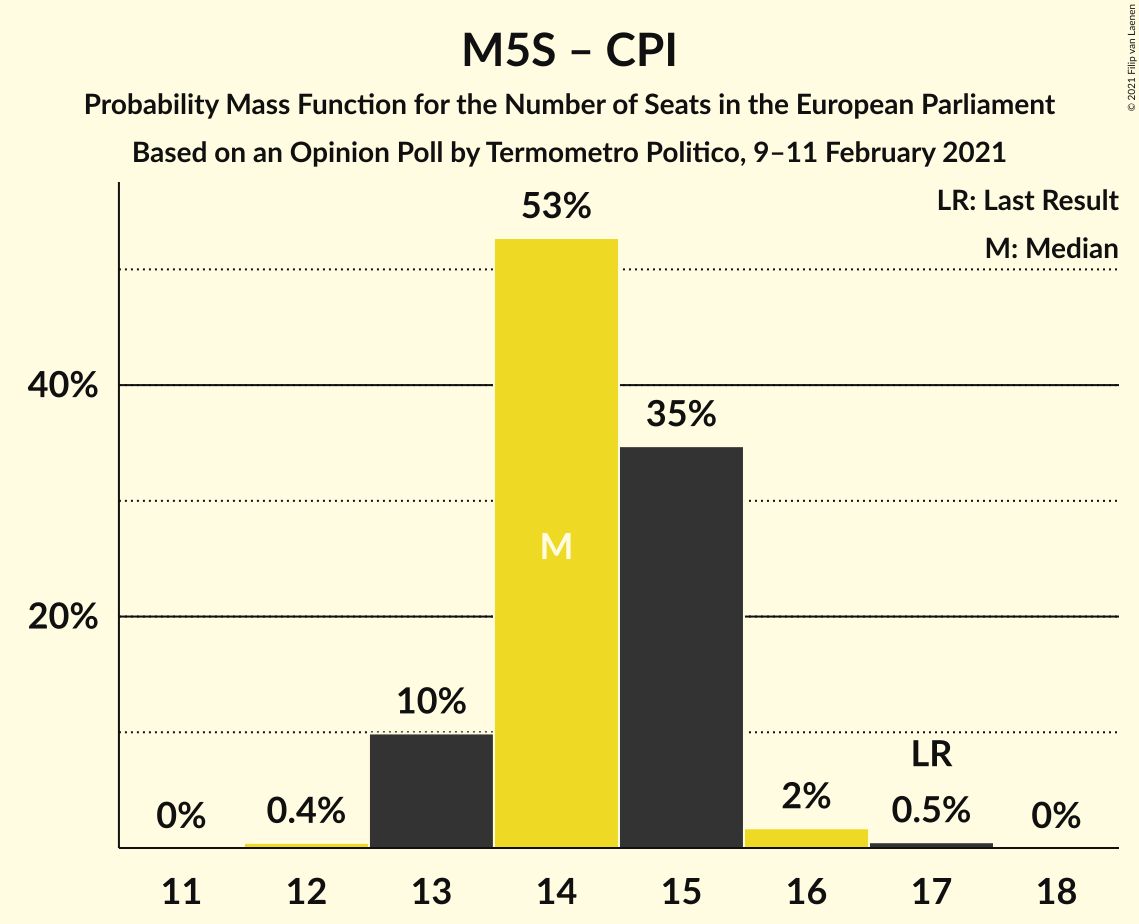 M5S – CPI
Probability Mass Function for the Number of Seats in the European Parliament
Based on an Opinion Poll by Termometro Politico, 9–11 February 2021
© 2021 Filip van Laenen
LR: Last Result
M: Median
53%
40%
35%
M
20%
10%
LR
0%
0.4%
2%
0.5%
0%
11
12
13
14
15
16
17
18